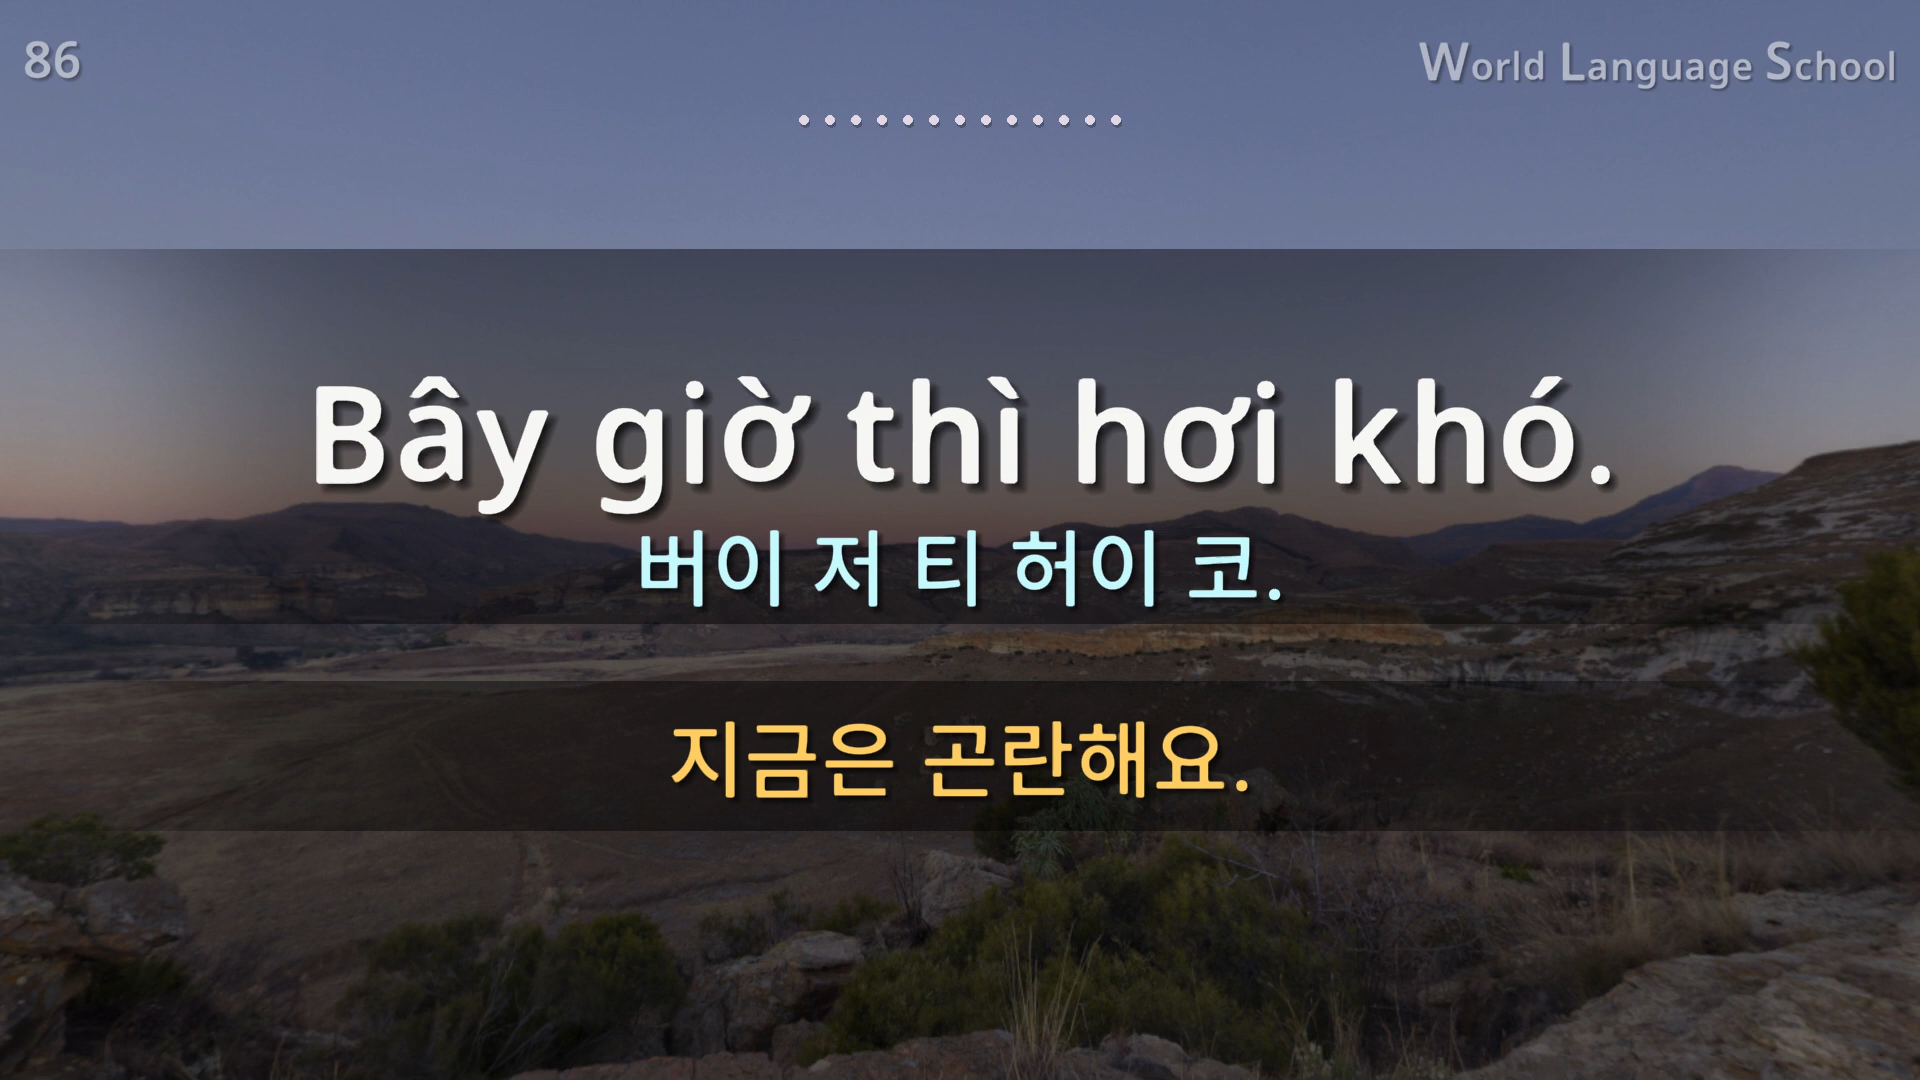 86
World Language School
Bây giờ thì hơi khó.
버이 저 티 허이 코.
지금은 곤란해요.